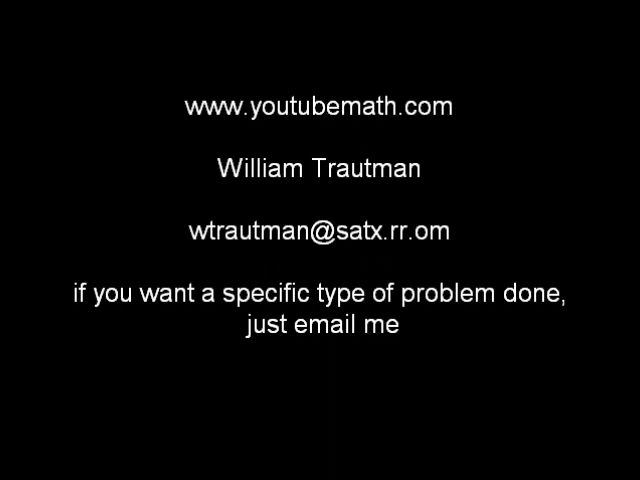 www.youtubemath.com
William Trautman
wtrautman@satx.rr.om
if you want a specific type of problem done,
just email me